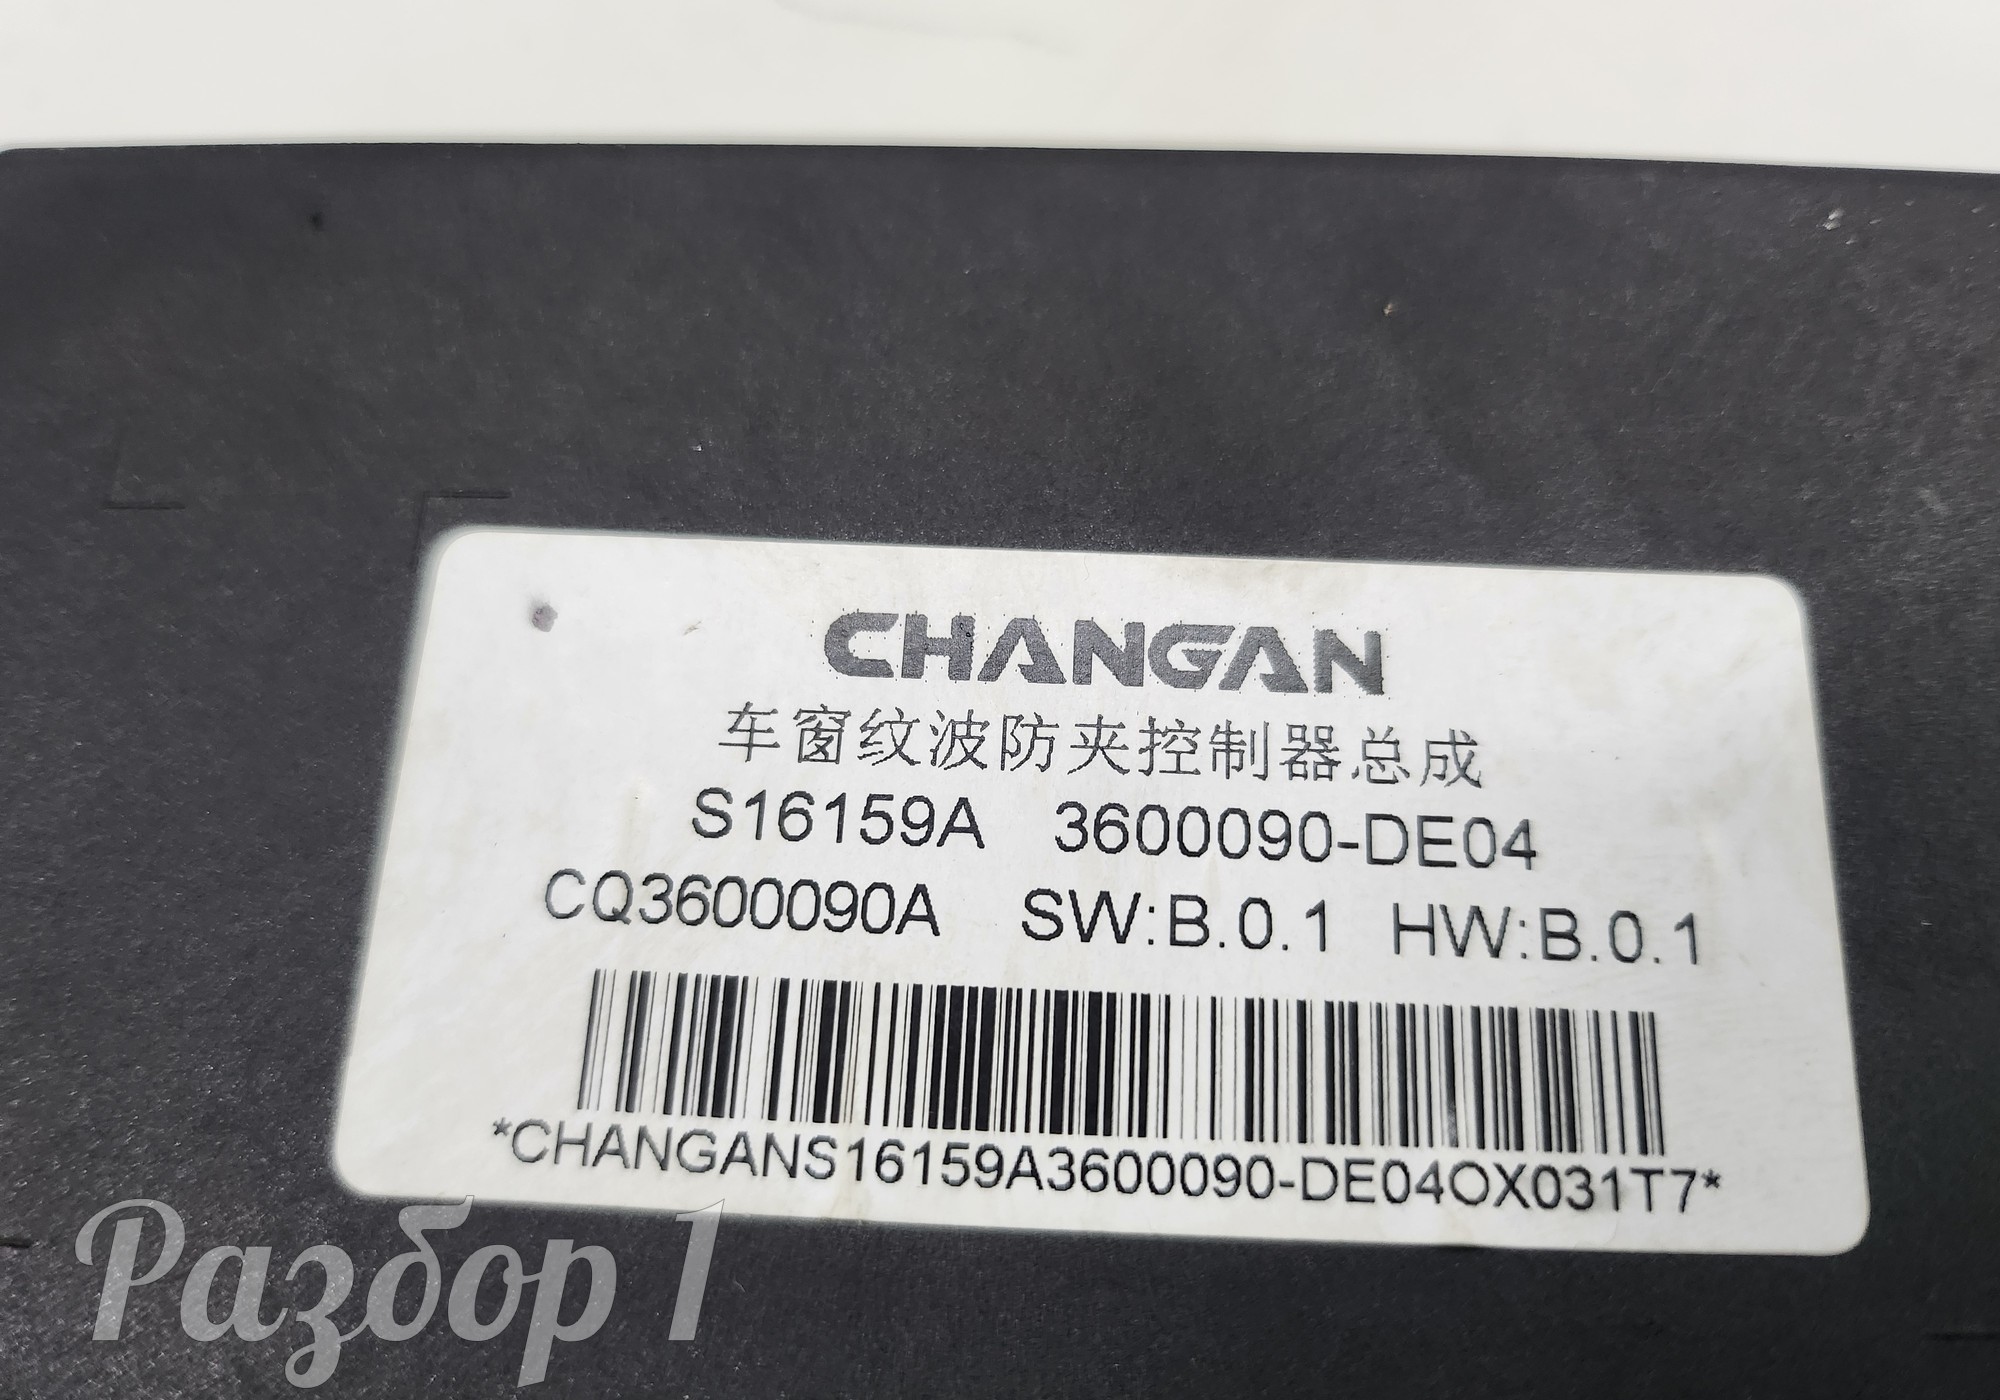 CHANGAN
车窗纹波防夹控制器总成
S16159A 3600090-DE04
CQ3600090A SW:B.0.1 HW:B.0.1
*CHANGANS16159A3600090-DE04OX031T7*
Разбор 1